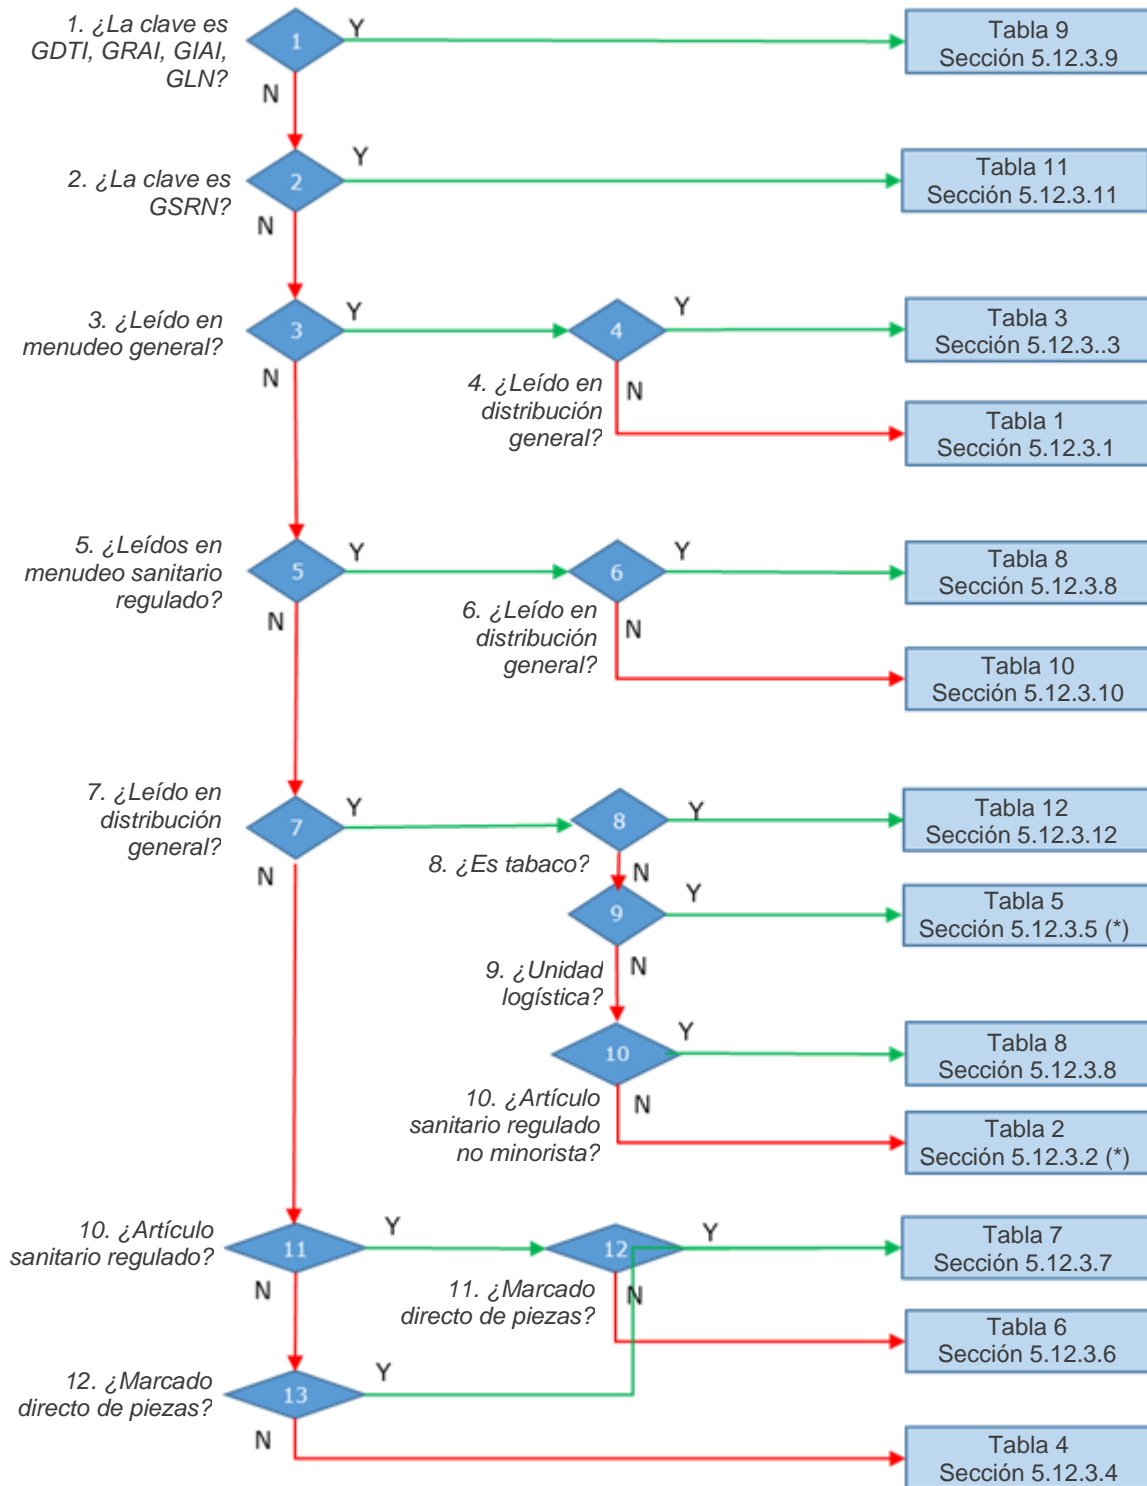 1. ¿La clave es
GDTI, GRAI, GIAI,
GLN?
1
Y
N
Tabla 9
Sección 5.12.3.9
2. ¿La clave es
GSRN?
2
Y
N
Tabla 11
Sección 5.12.3.11
3. ¿Leído en
menudeo general?
3
Y
N
4
Y
N
4. ¿Leído en
distribución
general?
Tabla 3
Sección 5.12.3..3
Tabla 1
Sección 5.12.3.1
5. ¿Leídos en
menudeo sanitario
regulado?
5
Y
N
6
Y
N
6. ¿Leído en
distribución
general?
Tabla 8
Sección 5.12.3.8
Tabla 10
Sección 5.12.3.10
7. ¿Leído en
distribución
general?
7
Y
N
8
Y
N
8. ¿Es tabaco?
Tabla 12
Sección 5.12.3.12
9
Y
N
9. ¿Unidad
logística?
Tabla 5
Sección 5.12.3.5 (*)
10
Y
N
10. ¿Artículo
sanitario regulado
no minorista?
Tabla 8
Sección 5.12.3.8
Tabla 2
Sección 5.12.3.2 (*)
10. ¿Artículo
sanitario regulado?
11
Y
N
12
Y
N
11. ¿Marcado
directo de piezas?
Tabla 7
Sección 5.12.3.7
Tabla 6
Sección 5.12.3.6
12. ¿Marcado
directo de piezas?
13
Y
N
Tabla 4
Sección 5.12.3.4